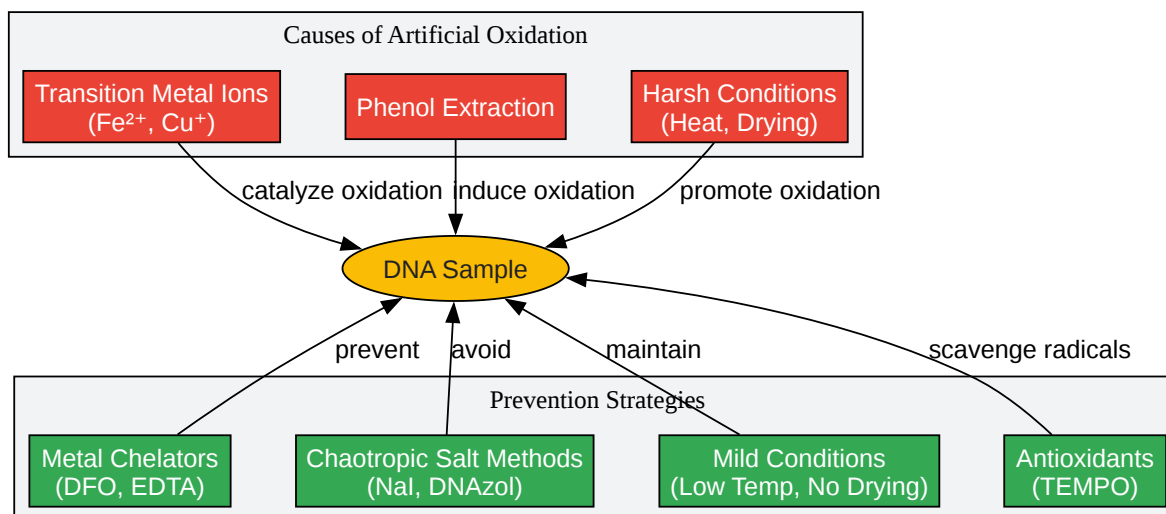 Causes of Artificial Oxidation
Transition Metal Ions
(Fe²⁺, Cu⁺)
Phenol Extraction
Harsh Conditions
(Heat, Drying)
catalyze oxidation
induce oxidation
promote oxidation
DNA Sample
prevent
avoid
maintain
scavenge radicals
Prevention Strategies
Metal Chelators
(DFO, EDTA)
Chaotropic Salt Methods
(NaI, DNAzol)
Mild Conditions
(Low Temp, No Drying)
Antioxidants
(TEMPO)